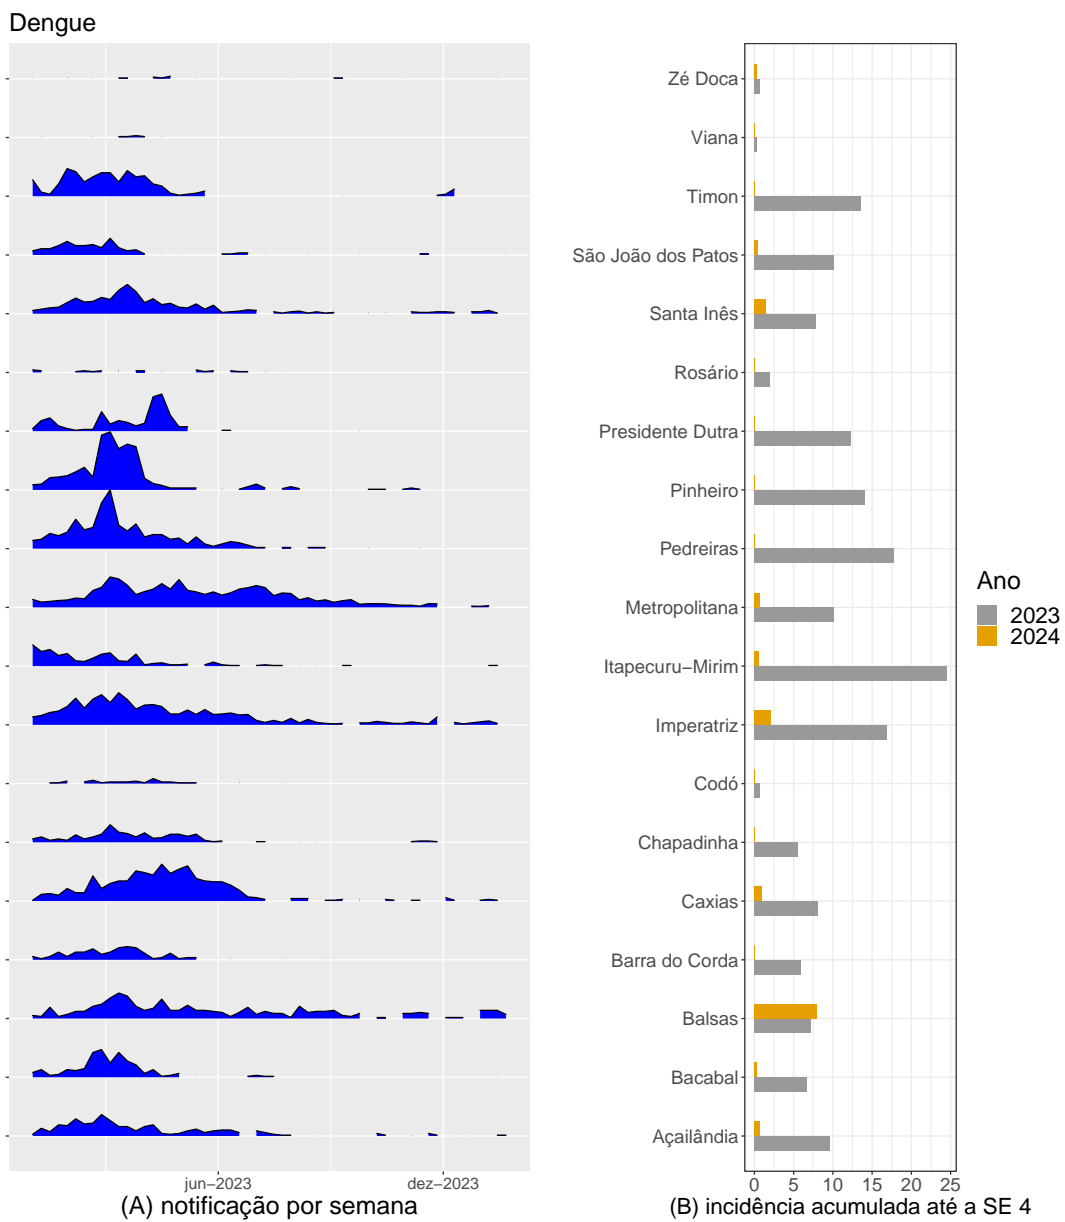 Dengue
Zé Doca
Viana
Timon
São João dos Patos
Santa Inês
Rosário
Presidente Dutra
Pinheiro
Pedreiras
Metropolitana
Itapecuru−Mirim
Imperatriz
Codó
Chapadinha
Caxias
Barra do Corda
Balsas
Bacabal
Açailândia
jun−2023 dez−2023
(A) notificação por semana
0 5 10 15 20 25
(B) incidência acumulada até a SE 4
Ano
2023
2024